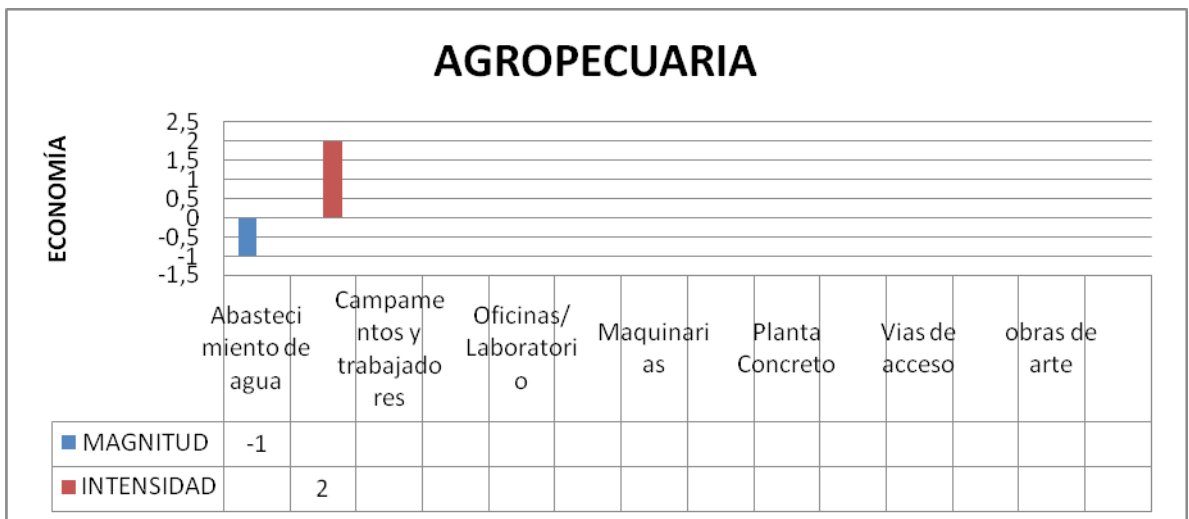 AGROPECUARIA
ECONOMÍA
2,5
2
1,5
1
0,5
0
-0,5
-1
-1,5
Abasteci
miento de
agua
Campame
ntos y
trabajado
res
Oficinas/
Laboratori
o
Maquinari
as
Planta
Concreto
Vias de
acceso
obras de
arte
MAGNITUD -1
INTENSIDAD 2